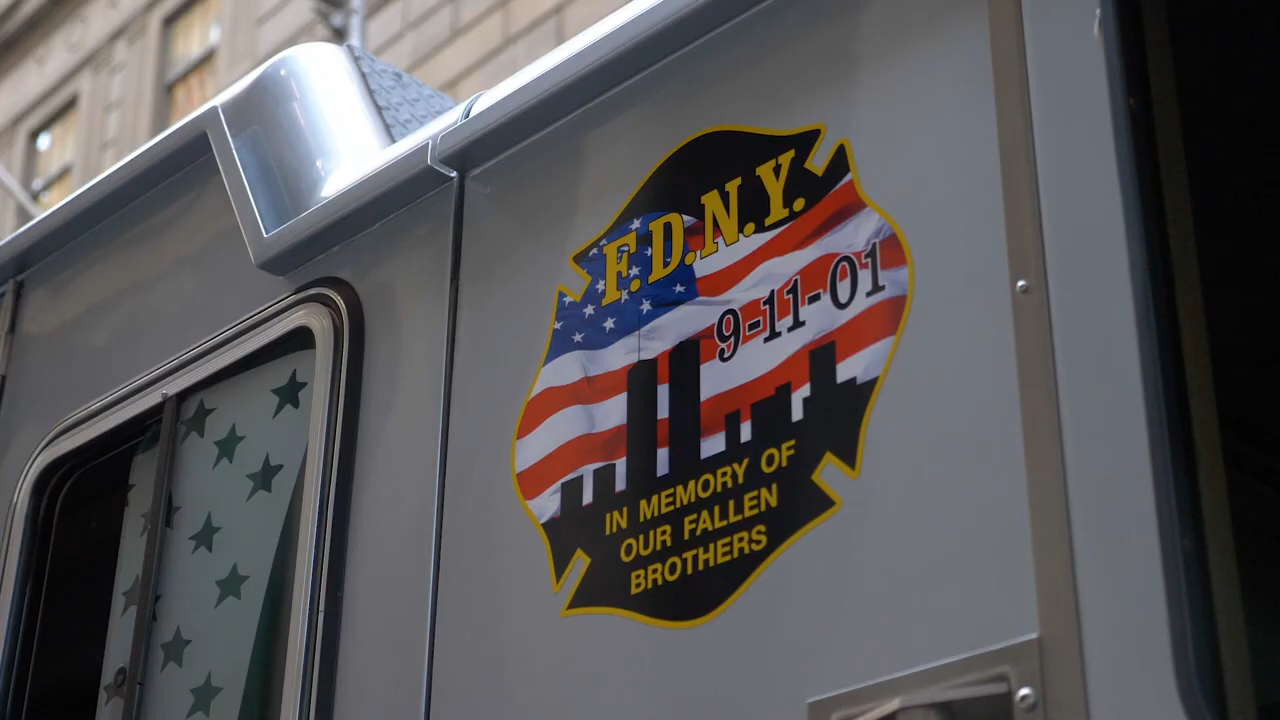 F.D.N.Y.
9-11-01
IN MEMORY OF
OUR FALLEN
BROTHERS